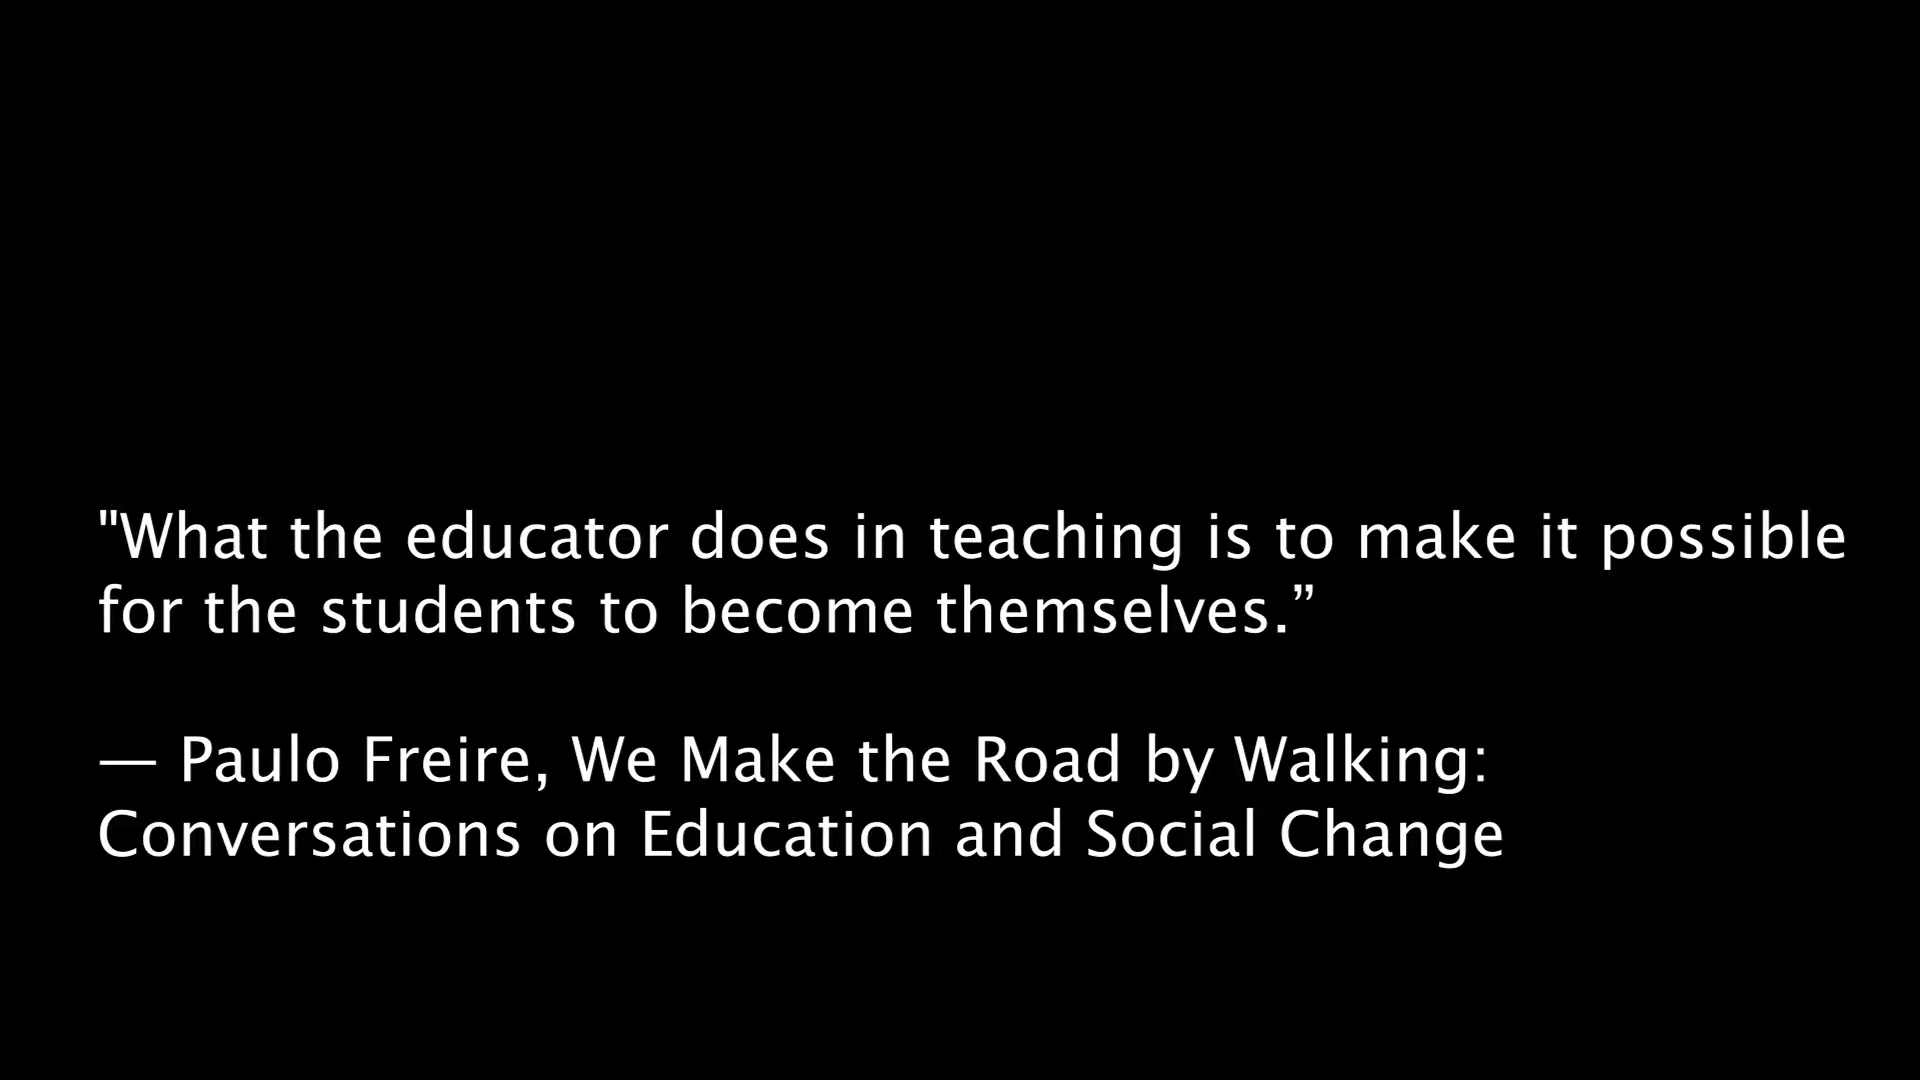 "What the educator does in teaching is to make it possible
for the students to become themselves.”
— Paulo Freire, We Make the Road by Walking:
Conversations on Education and Social Change